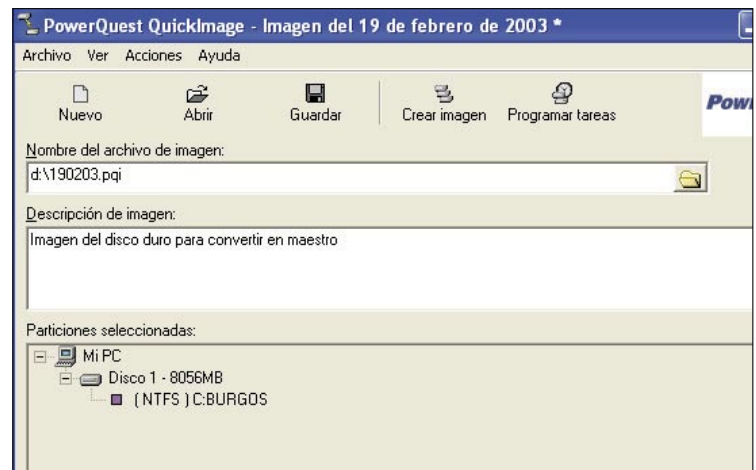 PowerQuest QuickImage - Imagen del 19 de febrero de 2003 *
Archivo Ver Acciones Ayuda
Nuevo Abrir Guardar Crear imagen Programar tareas
Nombre del archivo de imagen:
d:\190203.pqi
Descripción de imagen:
Imagen del disco duro para convertir en maestro
Particiones seleccionadas:
Mi PC
Disco 1 - 8056MB
( NTFS ) C:BURGOS